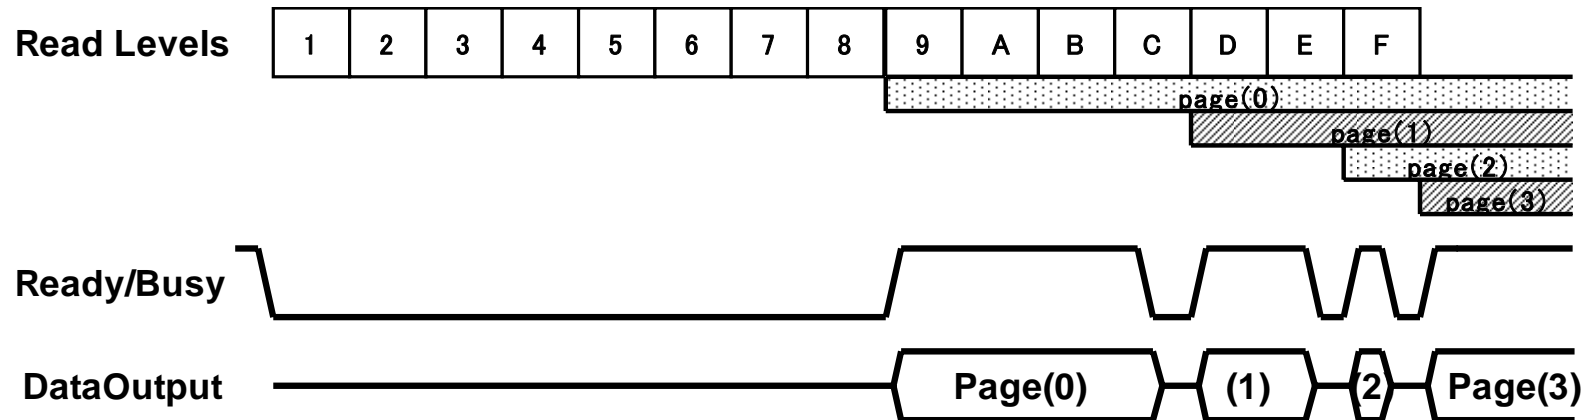 Read Levels 1 2 3 4 5 6 7 8 9 A B C D E F
page(0)
page(1)
page(2)
page(3)
Ready/Busy
DataOutput Page(0) (1) (2 Page(3)